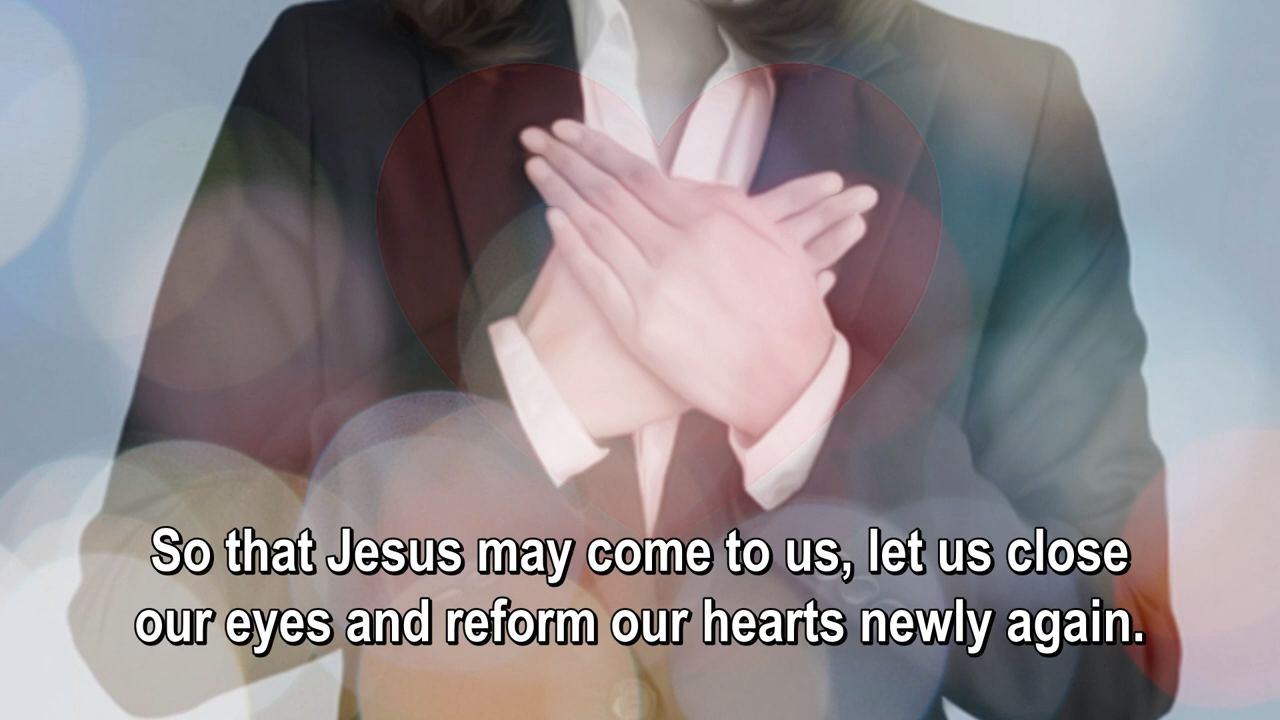 So that Jesus may come to us, let us close
our eyes and reform our hearts newly again.